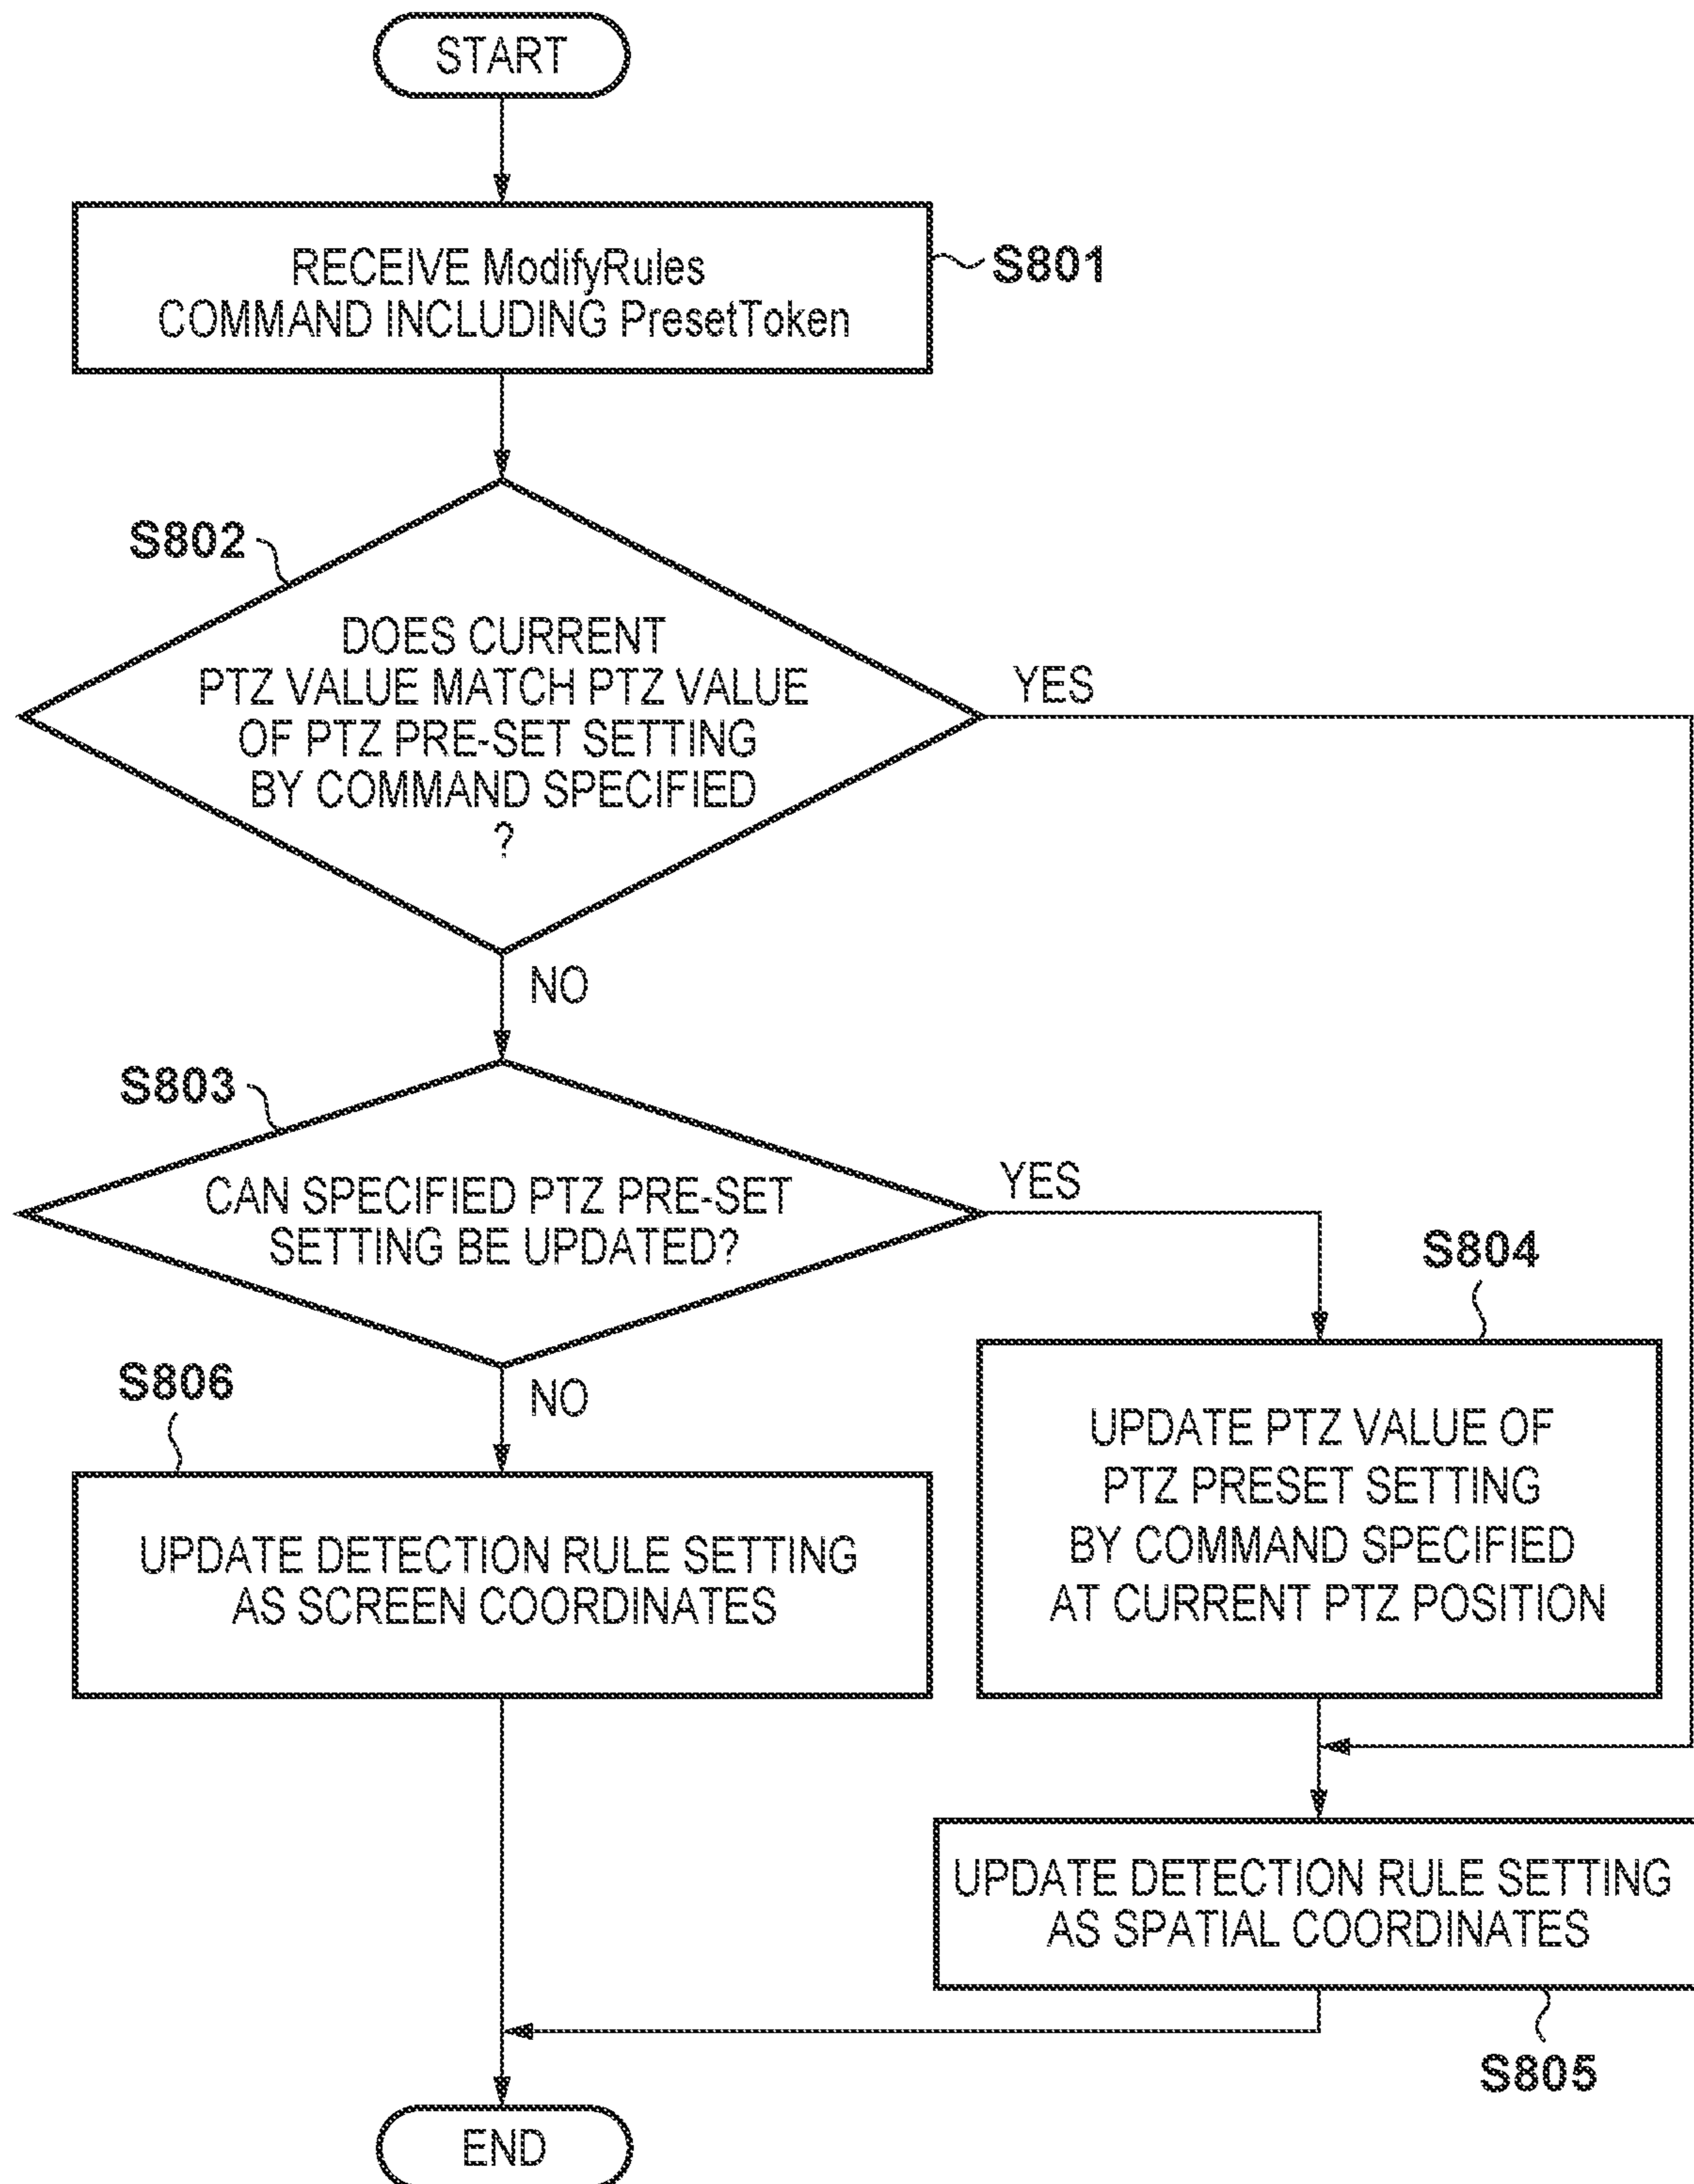 START
RECEIVE ModifyRules
COMMAND INCLUDING PresetToken
S801
S802
DOES CURRENT
PTZ VALUE MATCH PTZ VALUE
OF PTZ PRE-SET SETTING
BY COMMAND SPECIFIED
?
YES
NO
S803
CAN SPECIFIED PTZ PRE-SET
SETTING BE UPDATED?
YES
NO
S804
UPDATE PTZ VALUE OF
PTZ PRESET SETTING
BY COMMAND SPECIFIED
AT CURRENT PTZ POSITION
S806
UPDATE DETECTION RULE SETTING
AS SCREEN COORDINATES
UPDATE DETECTION RULE SETTING
AS SPATIAL COORDINATES
S805
END